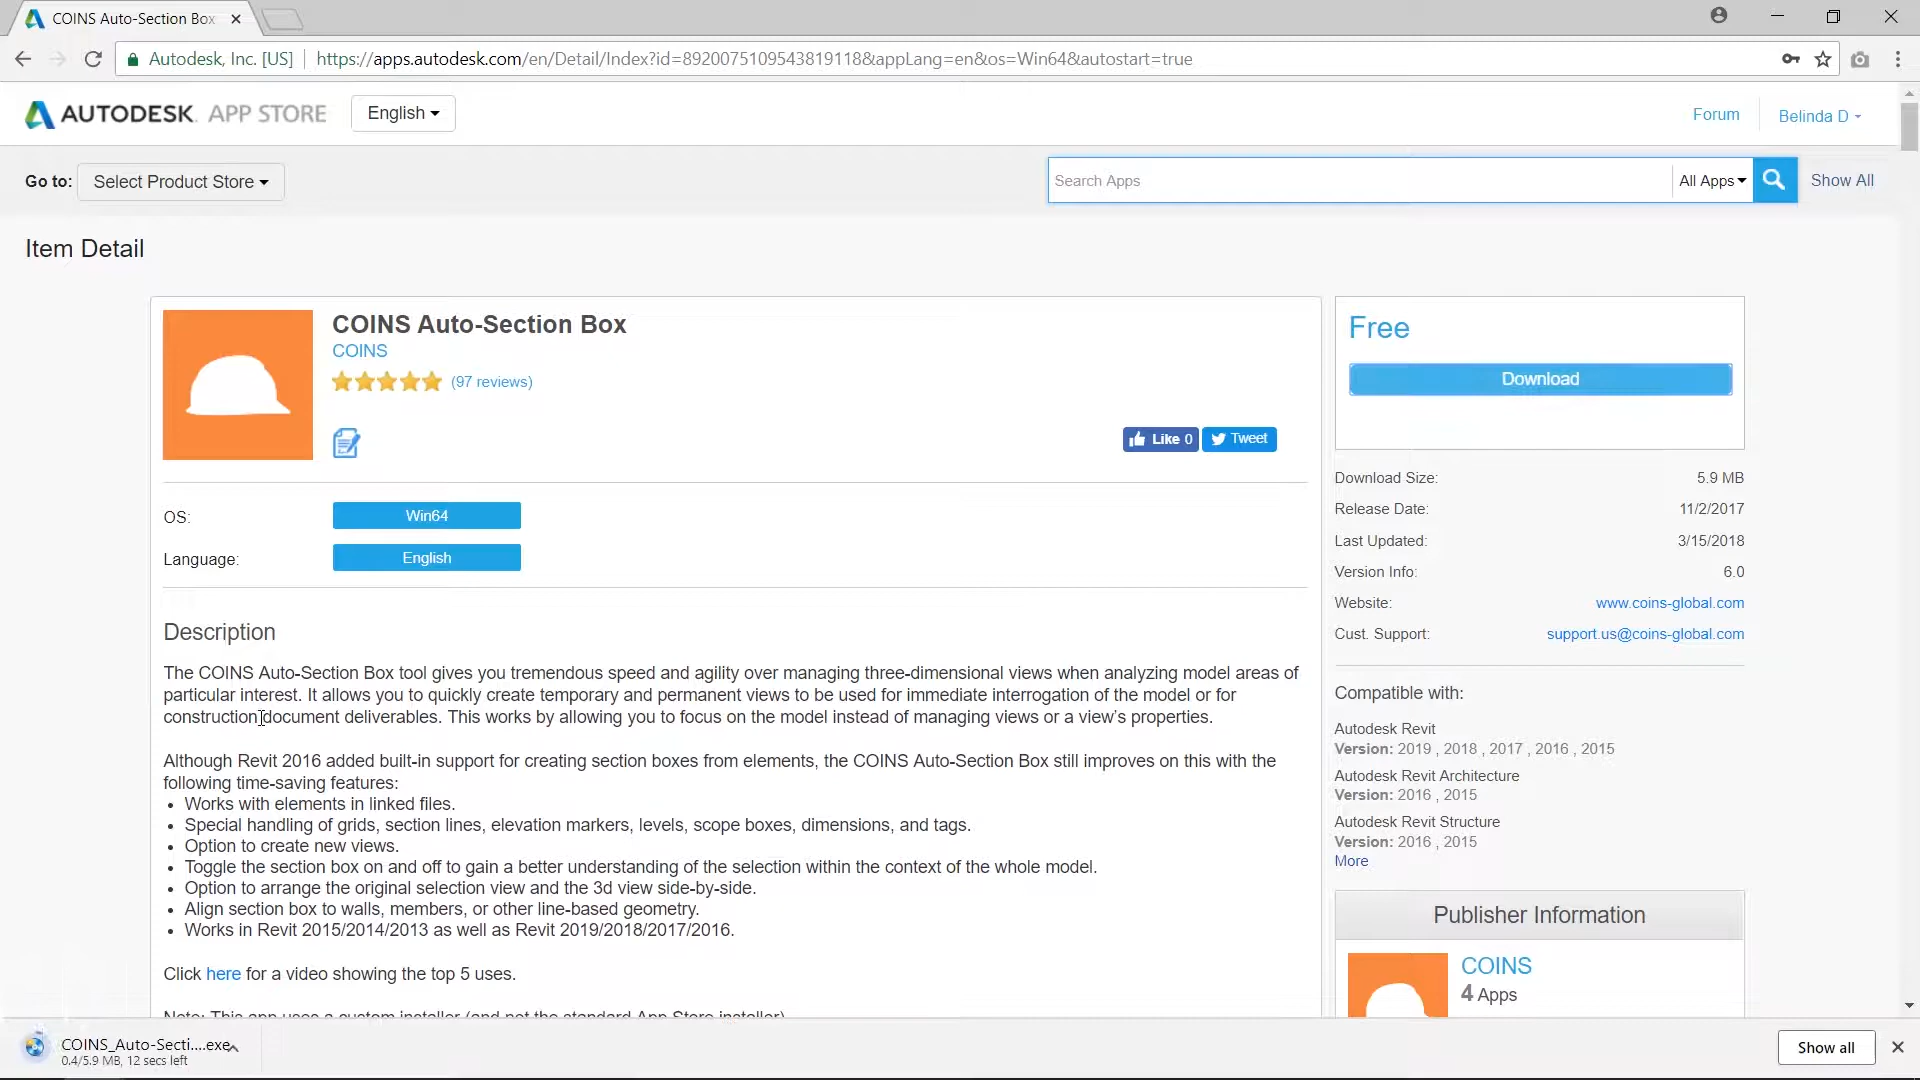 COINS Auto-Section Box
Autodesk, Inc. [US] https://apps.autodesk.com/en/Detail/Index?id=8920075109543819118&appLang=en&os=Win64&autostart=true
AUTODESK. APP STORE English
Forum Belinda D
Go to: Select Product Store
Search Apps All Apps Show All
Item Detail
COINS Auto-Section Box
COINS
(97 reviews)
Like 0 Tweet
OS: Win64
Language: English
Description
The COINS Auto-Section Box tool gives you tremendous speed and agility over managing three-dimensional views when analyzing model areas of
particular interest. It allows you to quickly create temporary and permanent views to be used for immediate interrogation of the model or for
construction document deliverables. This works by allowing you to focus on the model instead of managing views or a view's properties.
Although Revit 2016 added built-in support for creating section boxes from elements, the COINS Auto-Section Box still improves on this with the
following time-saving features:
• Works with elements in linked files.
• Special handling of grids, section lines, elevation markers, levels, scope boxes, dimensions, and tags.
• Option to create new views.
• Toggle the section box on and off to gain a better understanding of the selection within the context of the whole model.
• Option to arrange the original selection view and the 3d view side-by-side.
• Align section box to walls, members, or other line-based geometry.
• Works in Revit 2015/2014/2013 as well as Revit 2019/2018/2017/2016.
Click here for a video showing the top 5 uses.
Note: This app uses a custom installer (and not the standard App Store installer)
Free
Download
Download Size: 5.9 MB
Release Date: 11/2/2017
Last Updated: 3/15/2018
Version Info: 6.0
Website: www.coins-global.com
Cust. Support: support.us@coins-global.com
Compatible with:
Autodesk Revit
Version: 2019 , 2018 , 2017 , 2016 , 2015
Autodesk Revit Architecture
Version: 2016 , 2015
Autodesk Revit Structure
Version: 2016 , 2015
More
Publisher Information
COINS
4 Apps
COINS_Auto-Secti....exe
0.4/5.9 MB, 12 secs left
Show all